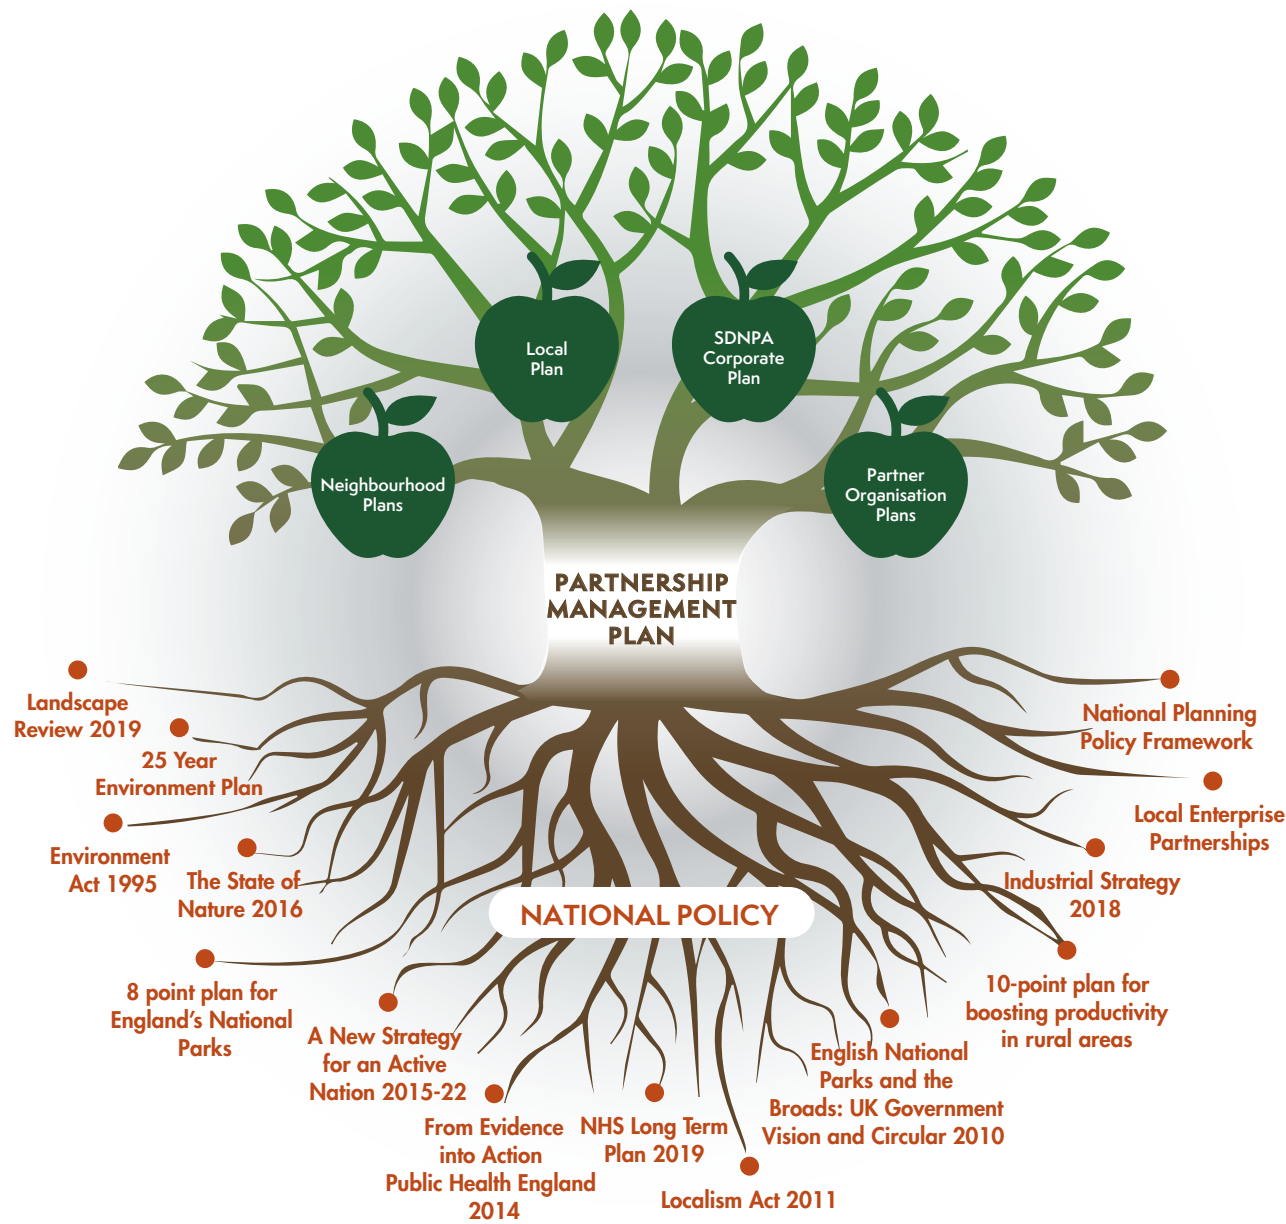 Local
Plan
SDNPA
Corporate
Plan
Neighbourhood
Plans
Partner
Organisation
Plans
PARTNERSHIP
MANAGEMENT
PLAN
Landscape
Review 2019
25 Year
Environment Plan
Environment
Act 1995
The State of
Nature 2016
8 point plan for
England’s National
Parks
A New Strategy
for an Active
Nation 2015-22
From Evidence
into Action
Public Health England
2014
NHS Long Term
Plan 2019
Localism Act 2011
English National
Parks and the
Broads: UK Government
Vision and Circular 2010
10-point plan for
boosting productivity
in rural areas
Industrial Strategy
2018
Local Enterprise
Partnerships
National Planning
Policy Framework
NATIONAL POLICY